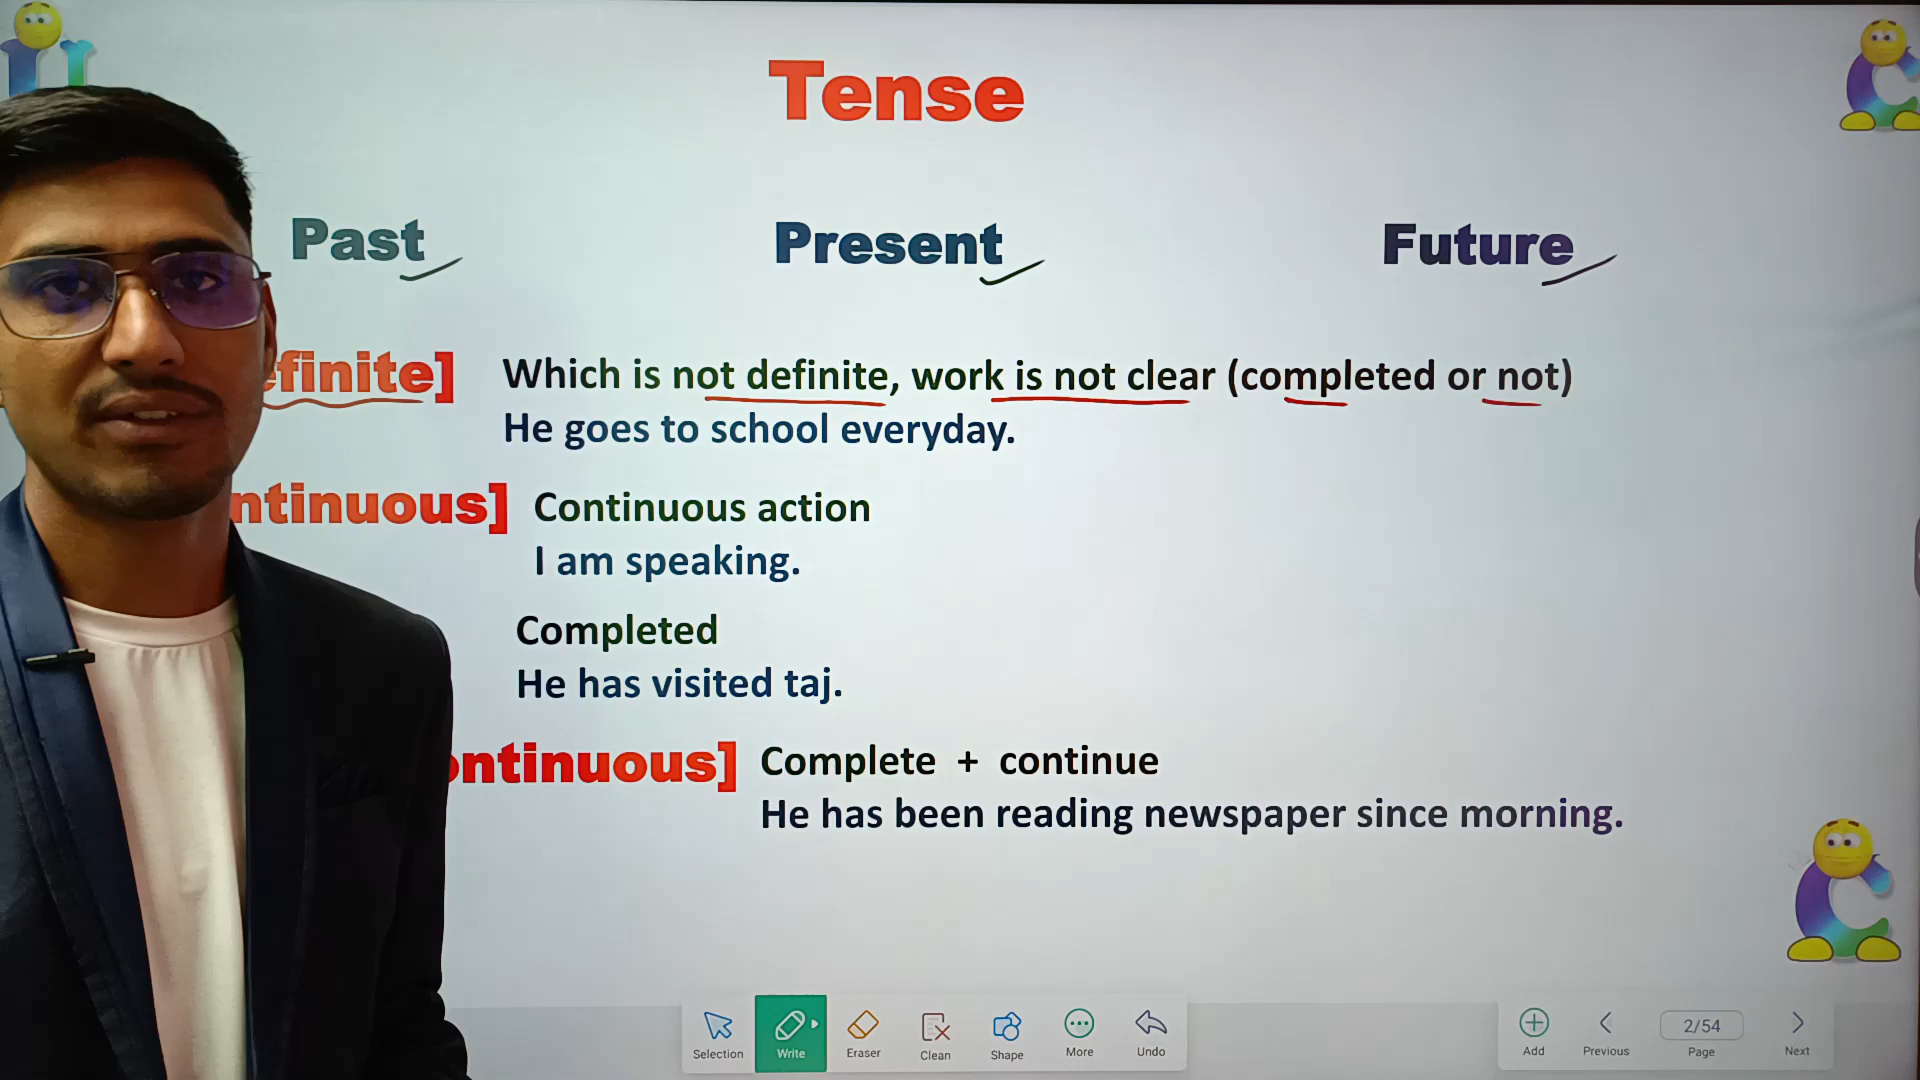 Tense
Past Present Future
efinite] Which is not definite, work is not clear (completed or not)
He goes to school everyday.
ntinuous] Continuous action
I am speaking.
Completed
He has visited taj.
ontinuous] Complete + continue
He has been reading newspaper since morning.
Selection Write Eraser Clean Shape More Undo Add Previous 2/54 Page Next